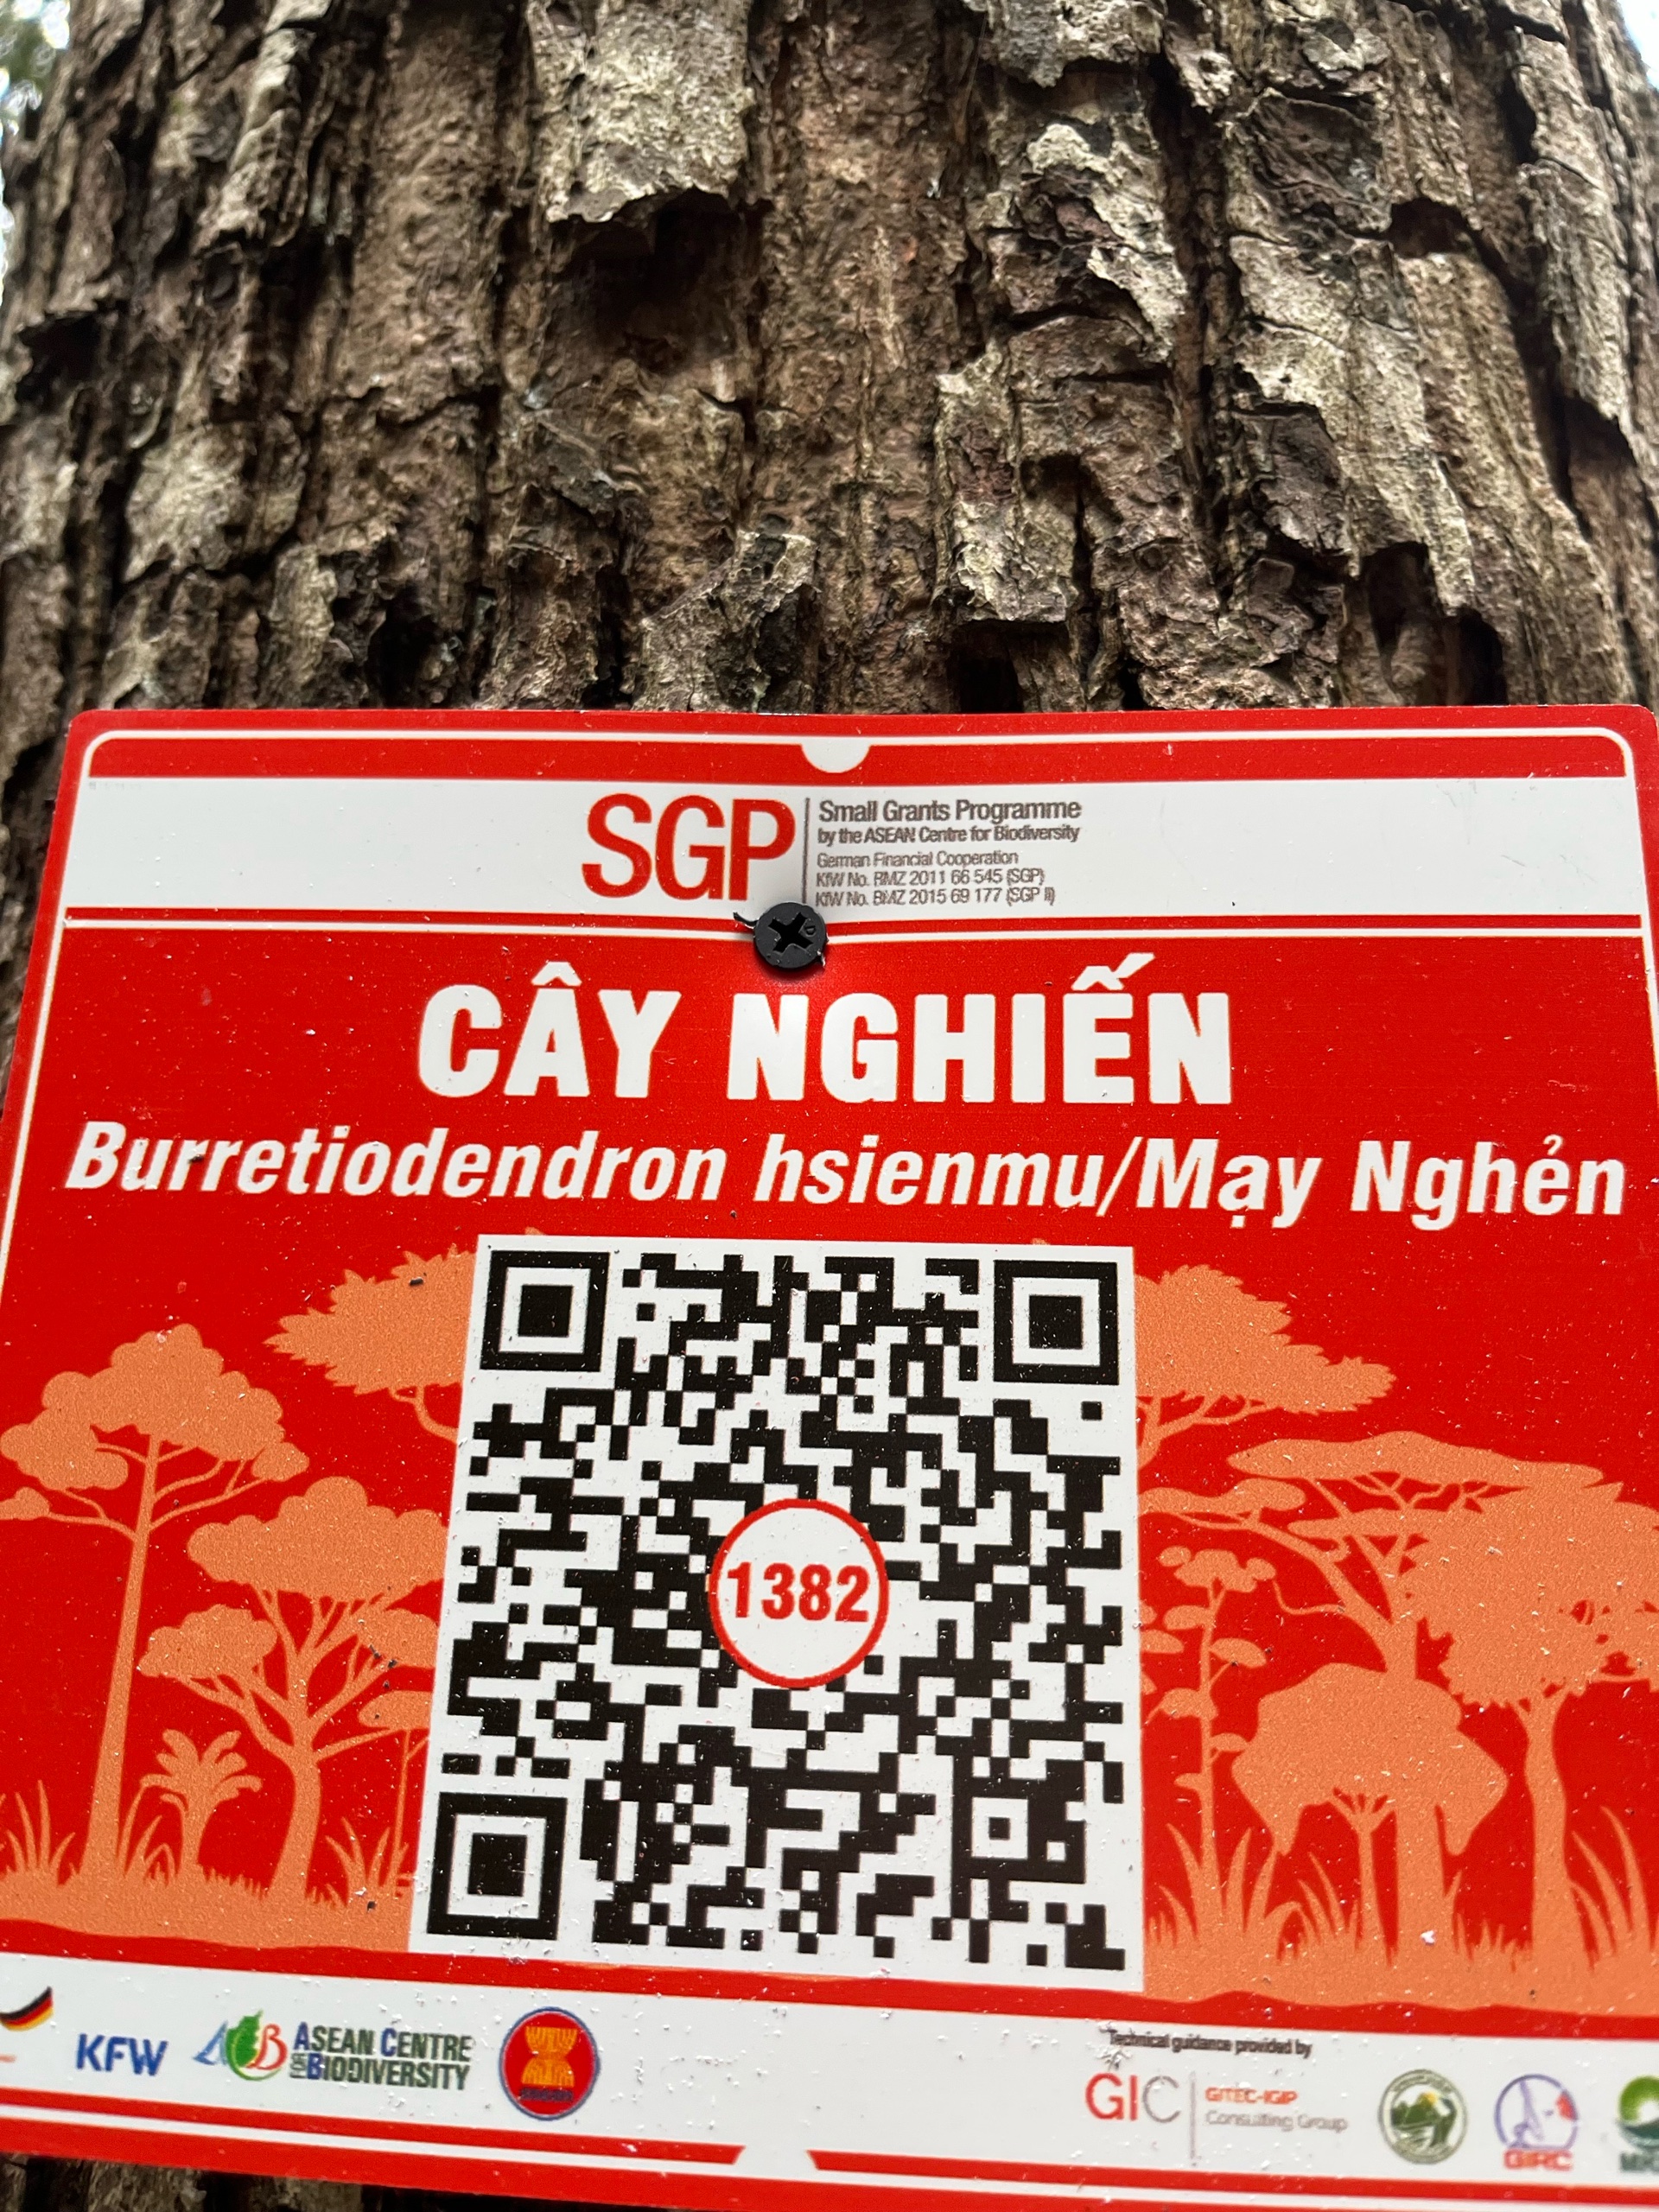 SGP
Small Grants Programme
by the ASEAN Centre for Biodiversity
German Financial Cooperation
KfW No. BMZ 2011 66 545 (SGP)
KfW No. BMZ 2015 69 177 (SGP II)
CÂY NGHIẾN
Burretiodendron hsienmu/Mạy Nghẻn
1382
KFW
ACB
ASEAN CENTRE
FOR BIODIVERSITY
Technical guidance provided by
GIC
GITEC-IGIP
Consulting Group